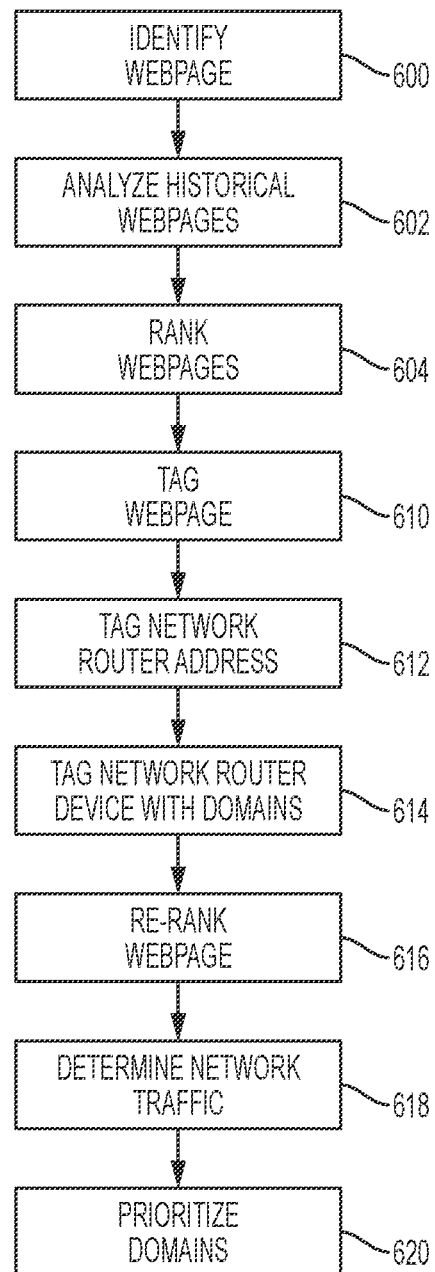 IDENTIFY
WEBPAGE
600
ANALYZE HISTORICAL
WEBPAGES
602
RANK
WEBPAGES
604
TAG
WEBPAGE
610
TAG NETWORK
ROUTER ADDRESS
612
TAG NETWORK ROUTER
DEVICE WITH DOMAINS
614
RE-RANK
WEBPAGE
616
DETERMINE NETWORK
TRAFFIC
618
PRIORITIZE
DOMAINS
620